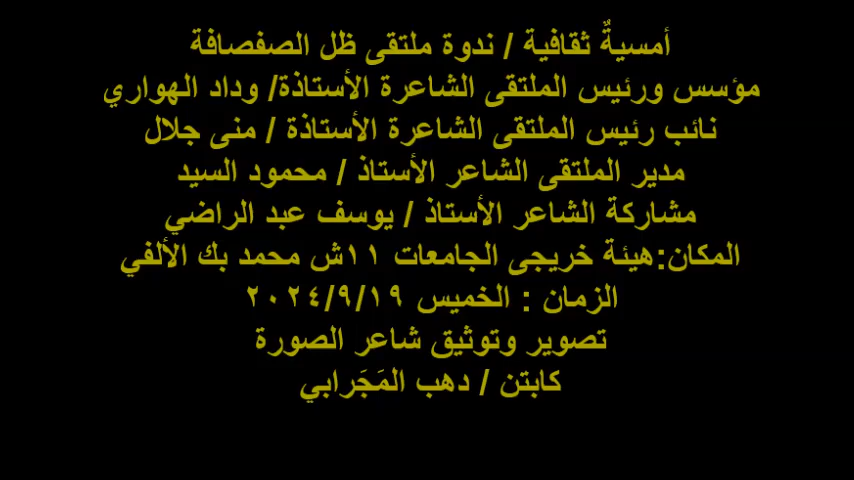 أمسيةٌ ثقافية / ندوة ملتقى ظل الصفصافة
مؤسس ورئيس الملتقى الشاعرة الأستاذة/ وداد الهواري
نائب رئيس الملتقى الشاعرة الأستاذة / منى جلال
مدير الملتقى الشاعر الأستاذ / محمود السيد
مشاركة الشاعر الأستاذ / يوسف عبد الراضي
المكان:هيئة خريجى الجامعات ١١ش محمد بك الألفي
الزمان : الخميس ٢٠٢٤/٩/١٩
تصوير وتوثيق شاعر الصورة
كابتن / دهب المَجَرابي